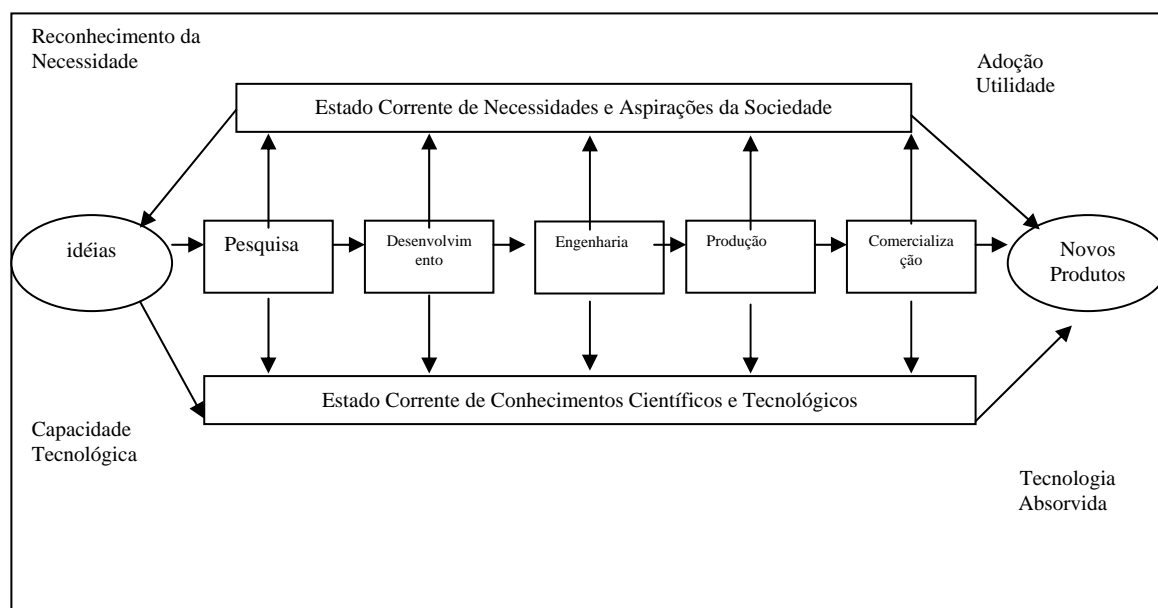 Reconhecimento da
Necessidade
Adoção
Utilidade
Estado Corrente de Necessidades e Aspirações da Sociedade
idéias
Pesquisa
Desenvolvim
ento
Engenharia
Produção
Comercializa
ção
Novos
Produtos
Estado Corrente de Conhecimentos Científicos e Tecnológicos
Capacidade
Tecnológica
Tecnologia
Absorvida